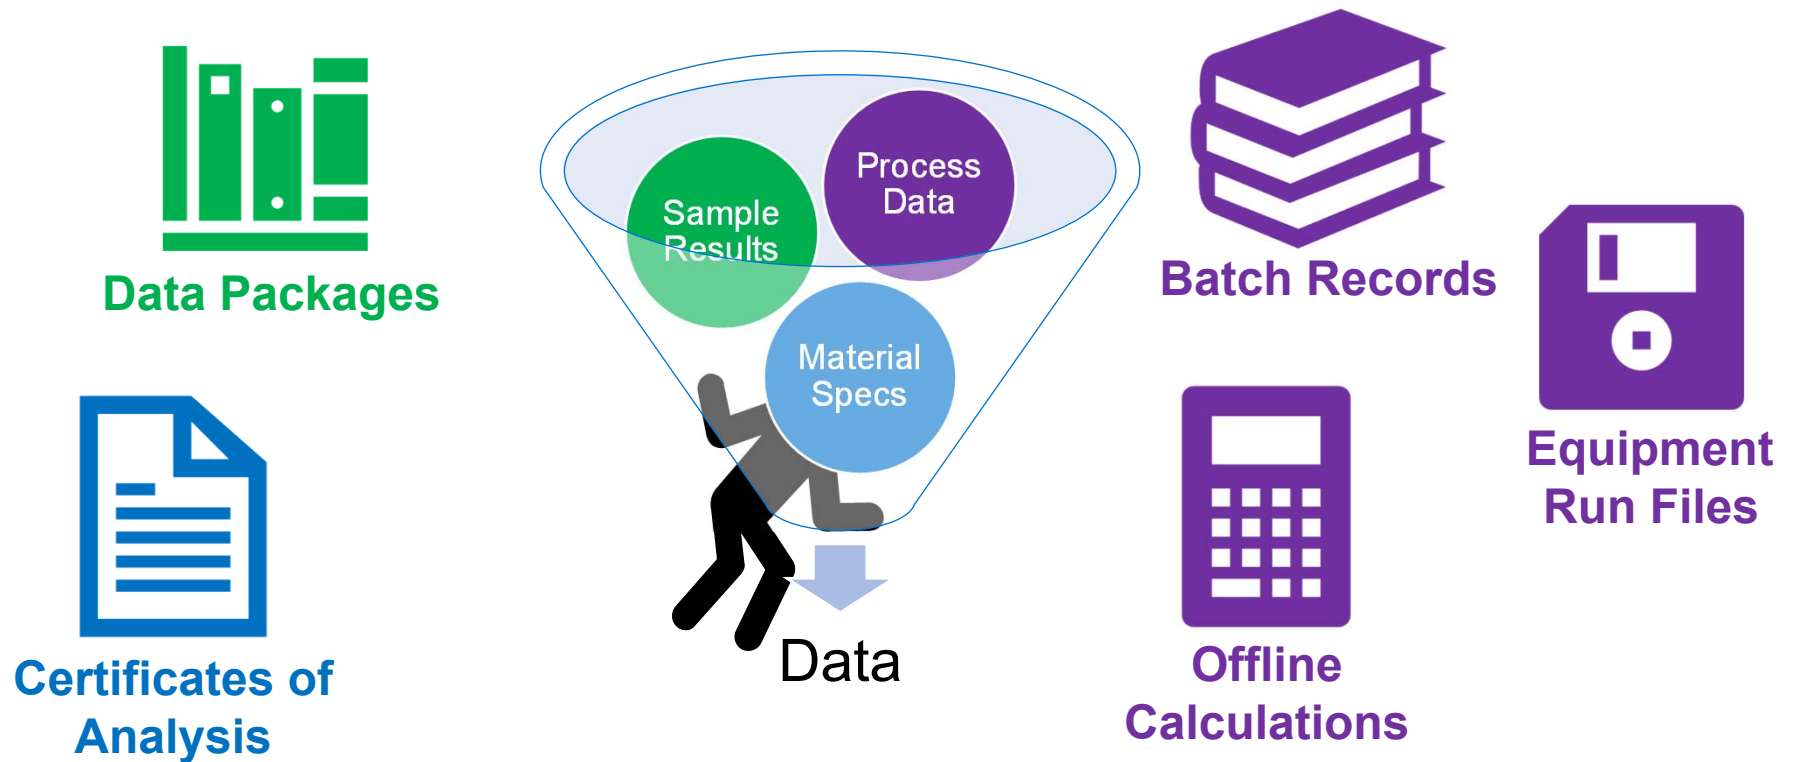 Data Packages
Certificates of
Analysis
Sample
Results
Process
Data
Material
Specs
Data
Batch Records
Equipment
Run Files
Offline
Calculations